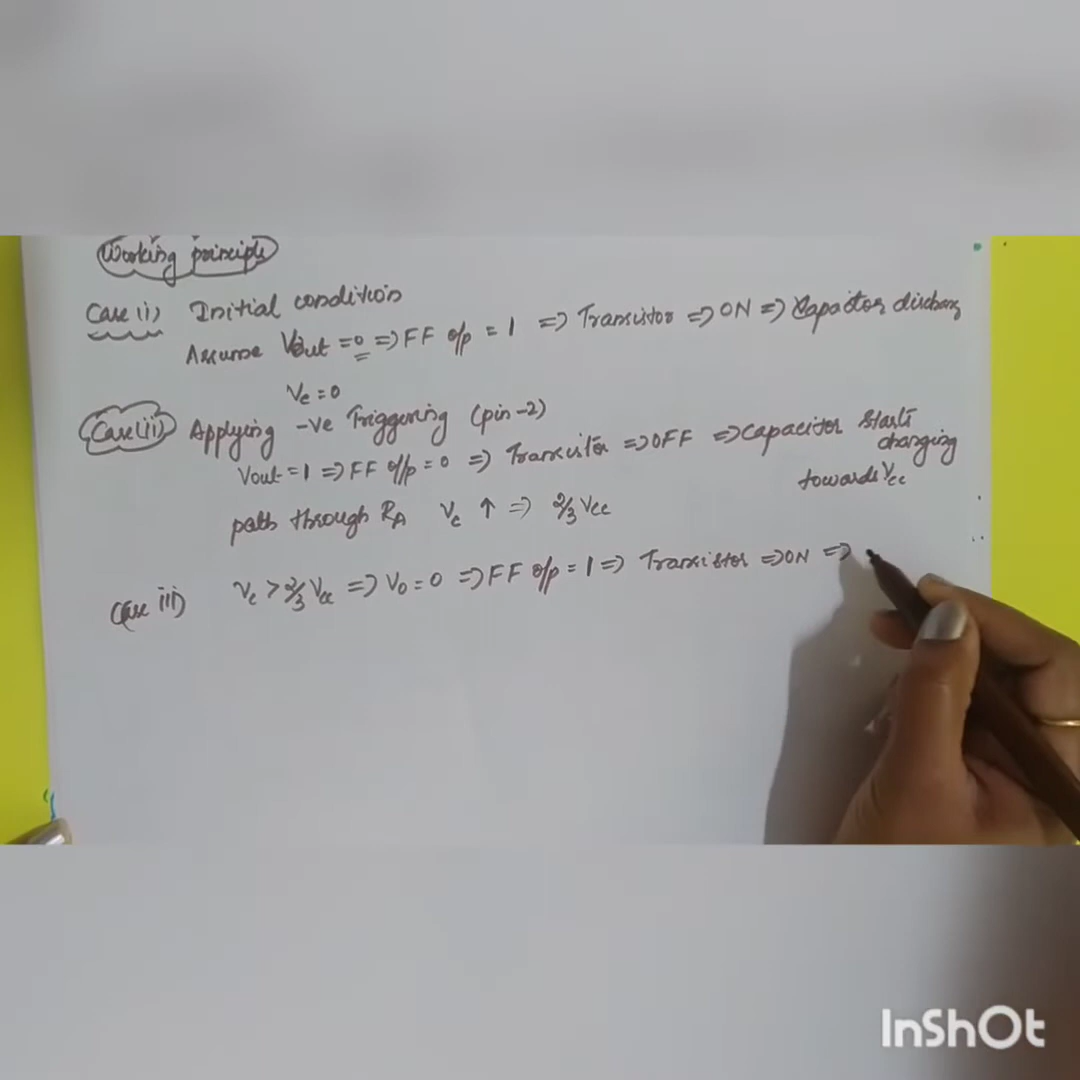 Working principle
Case (i) Initial condition
Assume Vout = 0 => FF o/p = 1 => Transistor => ON => Capacitor discharg
Vc = 0
Case (ii) Applying -ve Triggering (pin-2)
Vout = 1 => FF o/p = 0 => Transistor => OFF => Capacitor starts charging
towards Vcc
path through RA Vc ↑ => 2/3 Vcc
Case iii) Vc > 2/3 Vcc => Vo = 0 => FF o/p = 1 => Transistor => ON =>
InShOt